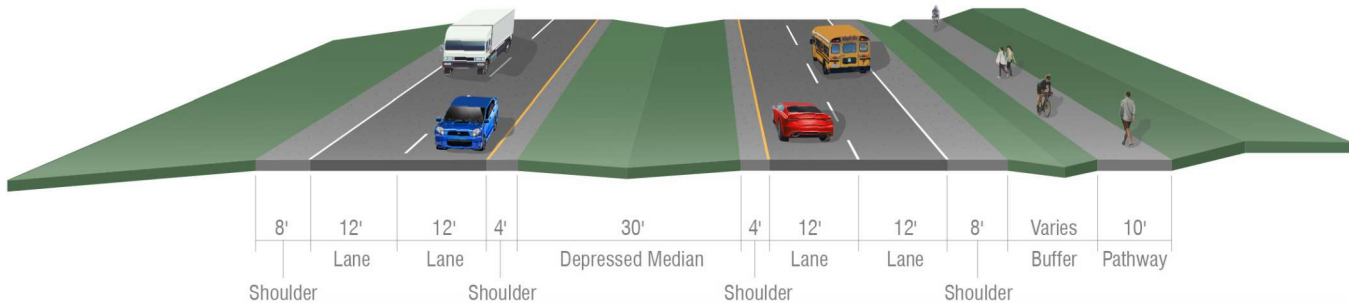 8' 12' 12' 4' 30' 4' 12' 12' 8' Varies 10'
Lane Lane Depressed Median Lane Lane Buffer Pathway
Shoulder Shoulder Shoulder Shoulder